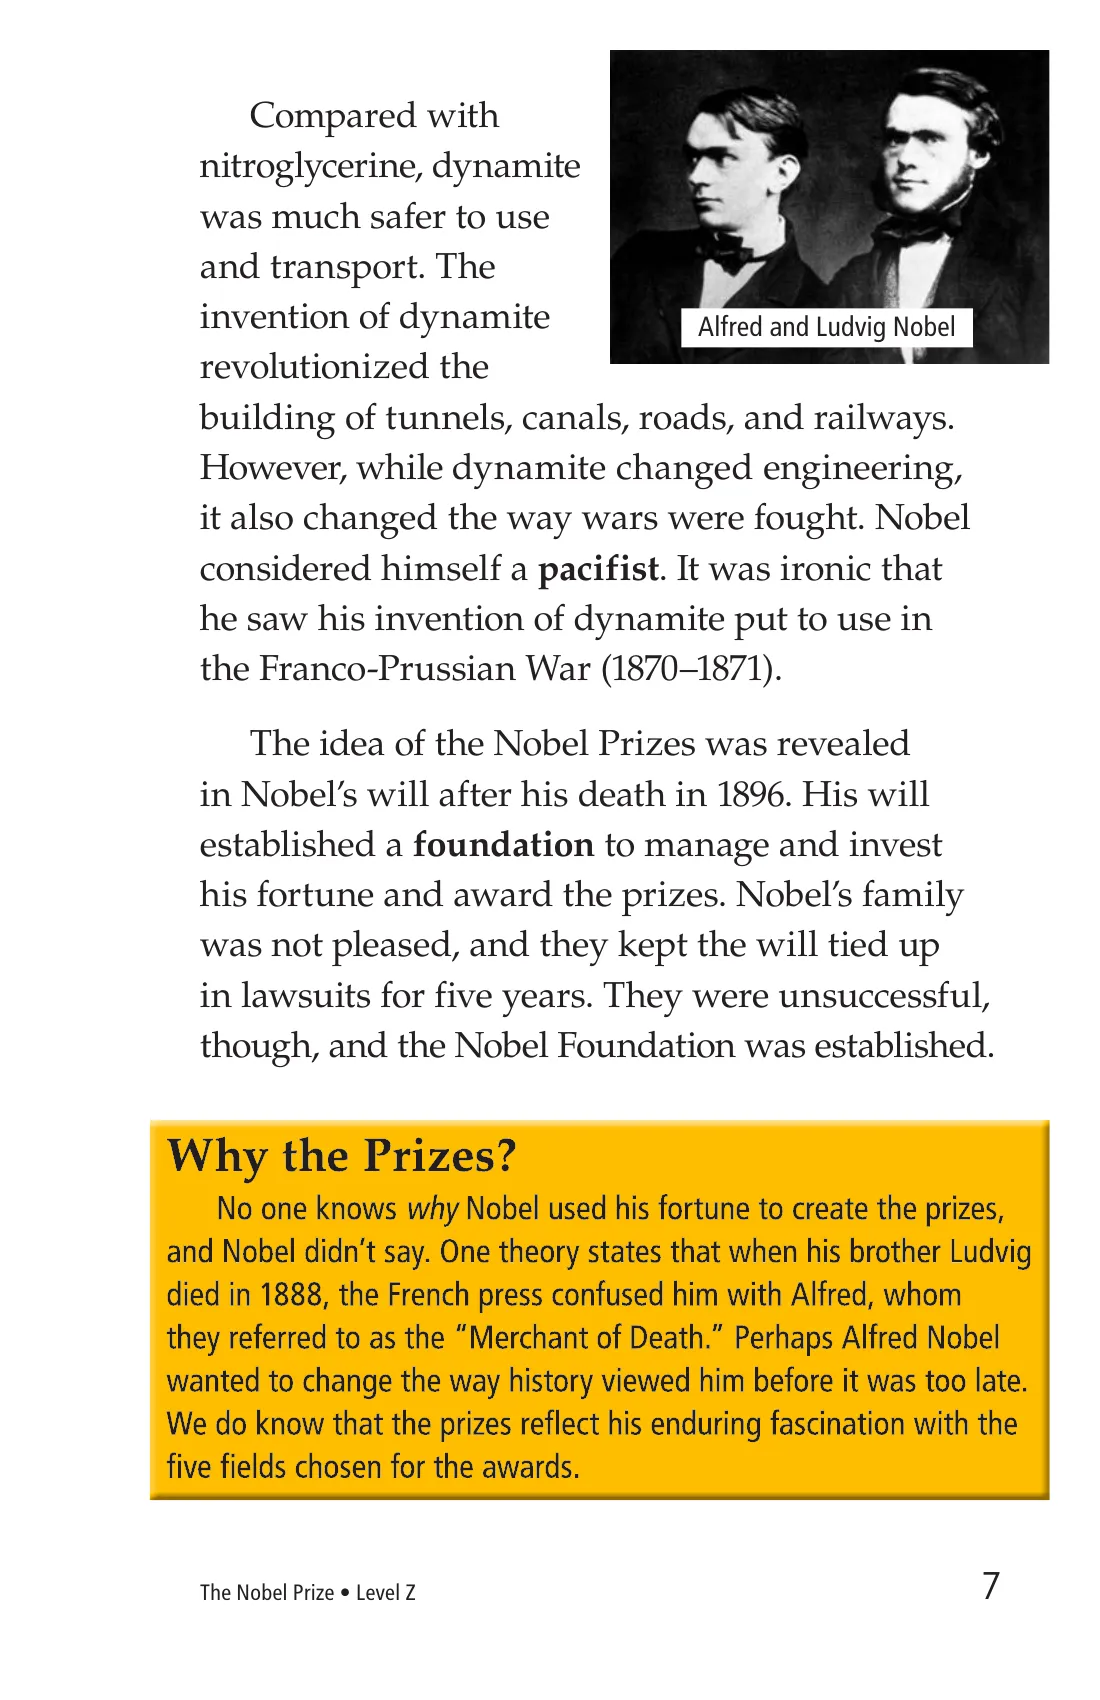 Compared with
nitroglycerine, dynamite
was much safer to use
and transport. The
invention of dynamite
revolutionized the
Alfred and Ludvig Nobel
building of tunnels, canals, roads, and railways.
However, while dynamite changed engineering,
it also changed the way wars were fought. Nobel
considered himself a pacifist. It was ironic that
he saw his invention of dynamite put to use in
the Franco-Prussian War (1870–1871).
The idea of the Nobel Prizes was revealed
in Nobel’s will after his death in 1896. His will
established a foundation to manage and invest
his fortune and award the prizes. Nobel’s family
was not pleased, and they kept the will tied up
in lawsuits for five years. They were unsuccessful,
though, and the Nobel Foundation was established.
Why the Prizes?
No one knows why Nobel used his fortune to create the prizes,
and Nobel didn’t say. One theory states that when his brother Ludvig
died in 1888, the French press confused him with Alfred, whom
they referred to as the “Merchant of Death.” Perhaps Alfred Nobel
wanted to change the way history viewed him before it was too late.
We do know that the prizes reflect his enduring fascination with the
five fields chosen for the awards.
The Nobel Prize • Level Z
7